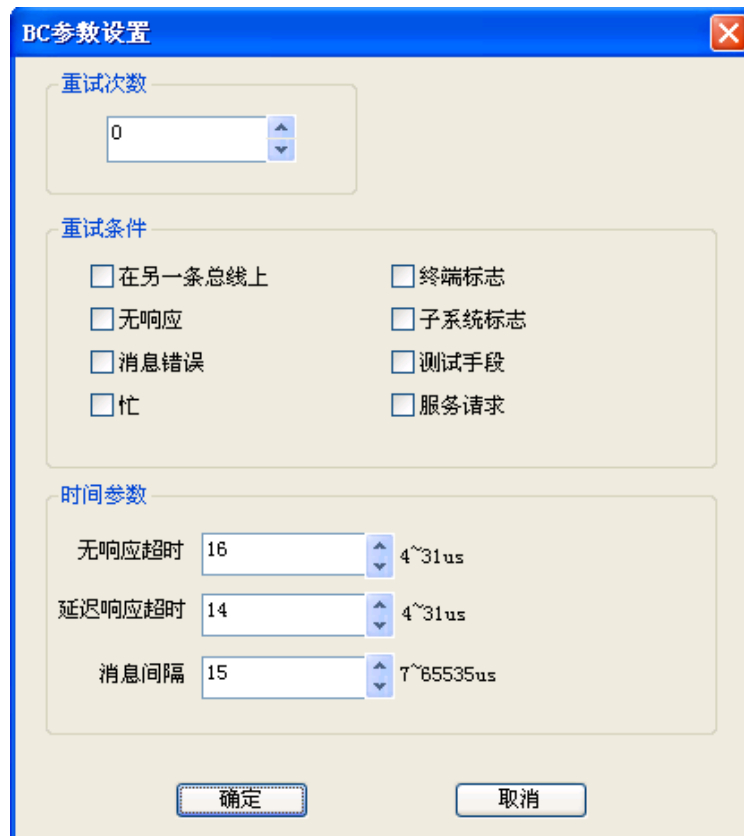 BC参数设置
重试次数
0
重试条件
在另一条总线上 终端标志
无响应 子系统标志
消息错误 测试手段
忙 服务请求
时间参数
无响应超时 16 4~31us
延迟响应超时 14 4~31us
消息间隔 15 7~65535us
确定 取消